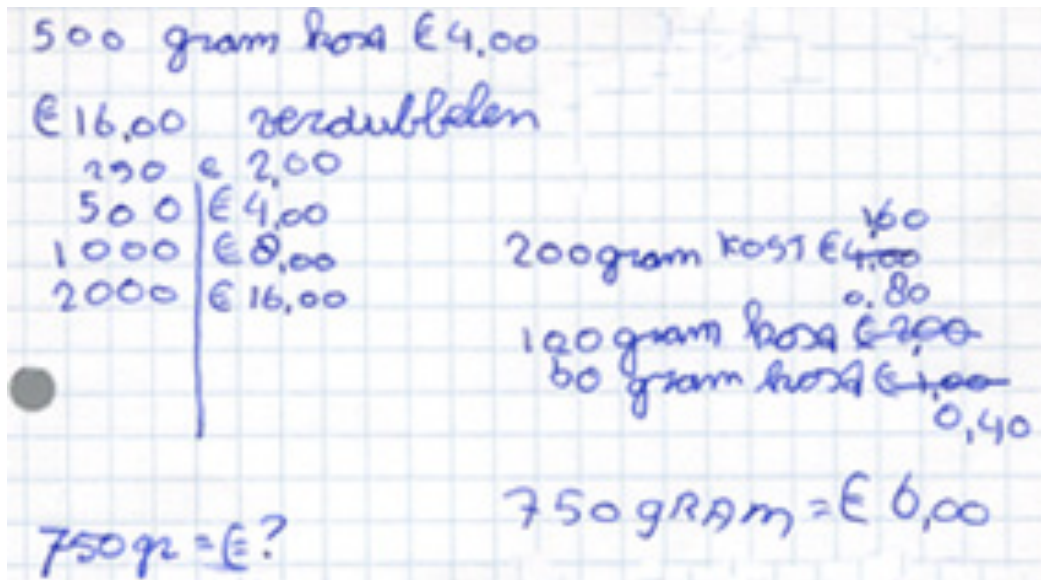 500 gram kost € 4,00
€ 16,00 verdubbelen
250 € 2,00
500 € 4,00
1000 € 8,00
2000 € 16,00
750 gr = € ?
1,60
200 gram KOST € 4,00
0.80
100 gram kost € 2,00
50 gram kost € 1,00
0,40
750 gRAm = € 6,00